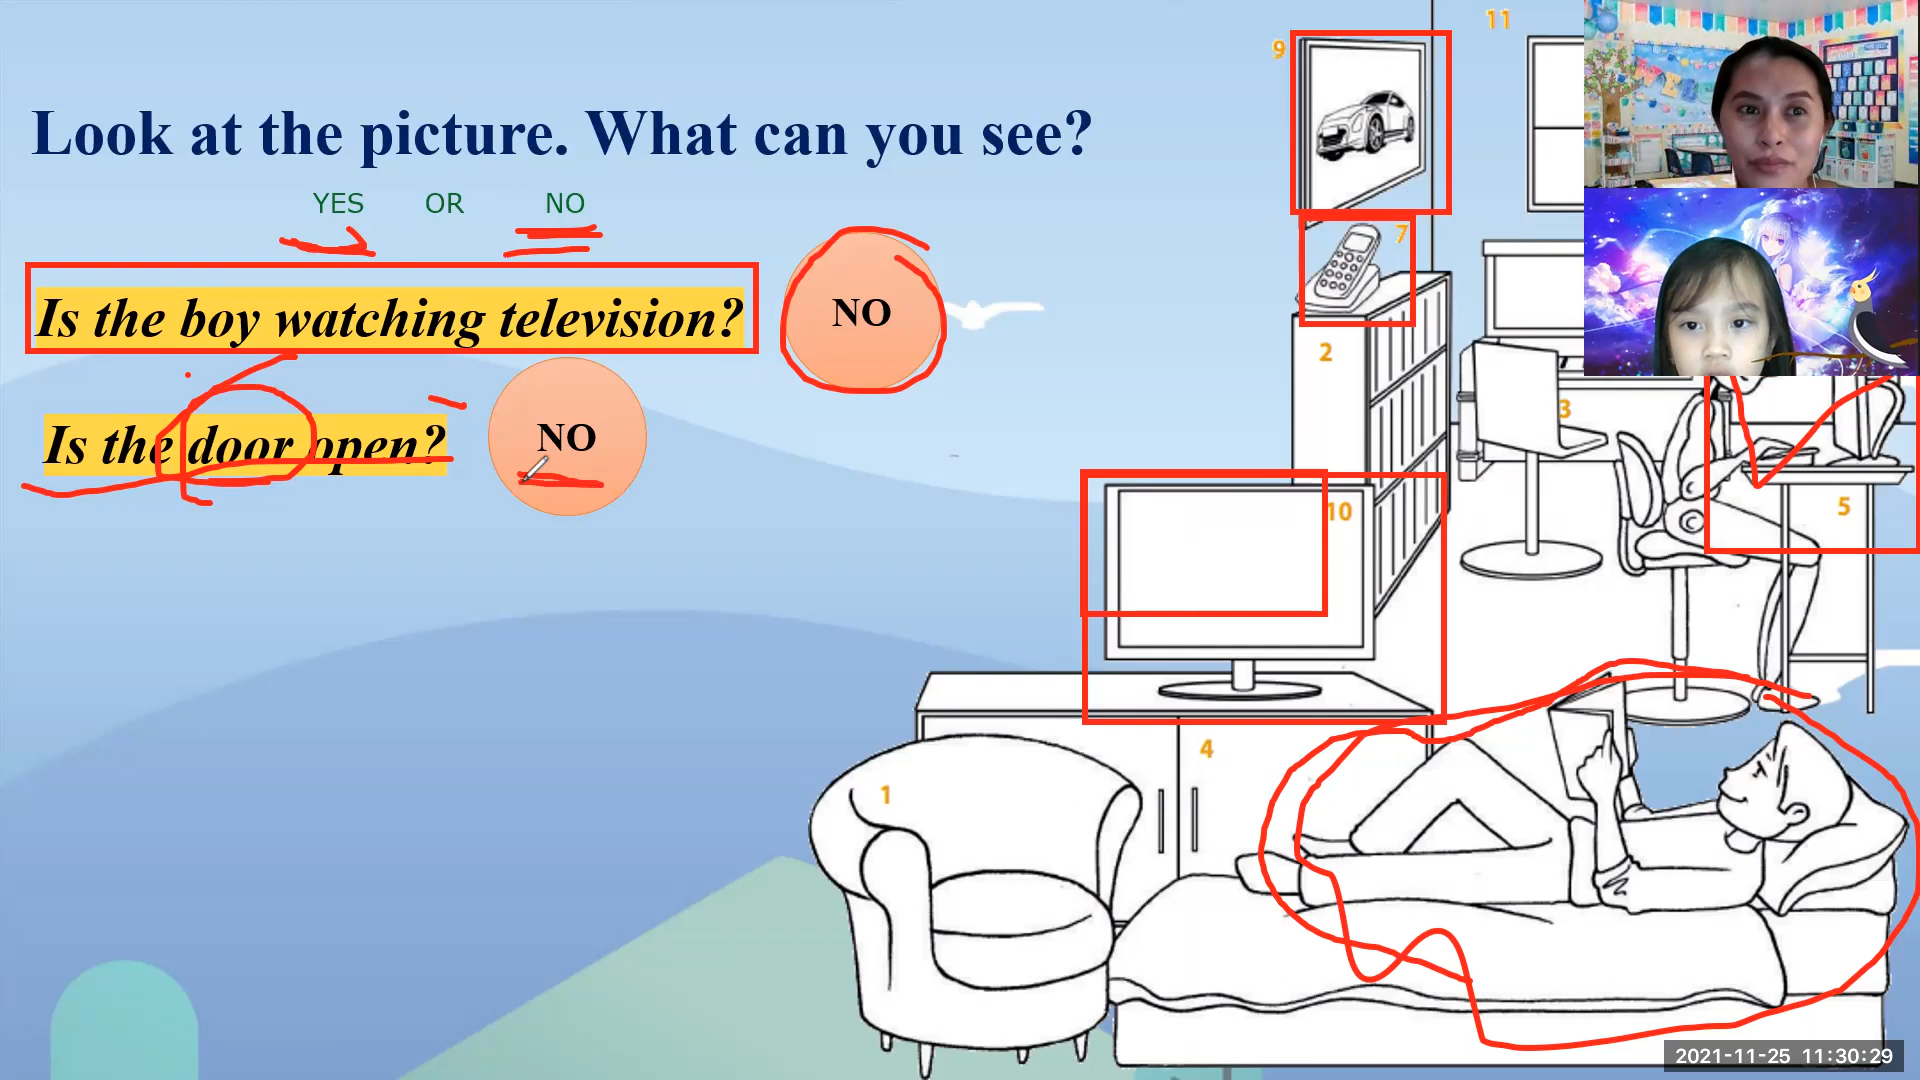 Look at the picture. What can you see?
YES OR NO
Is the boy watching television?
NO
Is the door open?
NO
9
11
7
2
3
10
5
4
1
2021-11-25 11:30:29